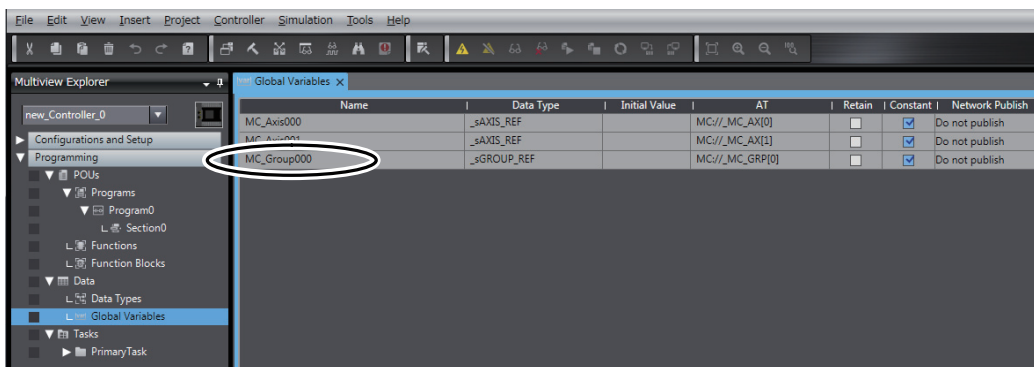 File Edit View Insert Project Controller Simulation Tools Help
Multiview Explorer
Global Variables
new_Controller_0
Name Data Type Initial Value AT Retain Constant Network Publish
MC_Axis000 _sAXIS_REF MC://_MC_AX[0] Do not publish
Configurations and Setup
MC_Axis001 _sAXIS_REF MC://_MC_AX[1] Do not publish
Programming
MC_Group000 _sGROUP_REF MC://_MC_GRP[0] Do not publish
POUs
Programs
Program0
Section0
Functions
Function Blocks
Data
Data Types
Global Variables
Tasks
PrimaryTask